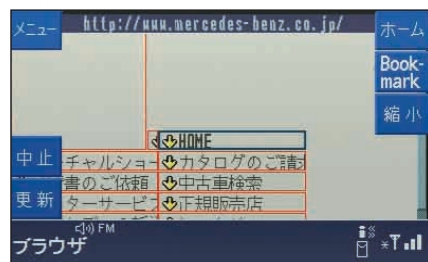 メニュー
http://www.mercedes-benz.co.jp/
ホーム
Book-
mark
縮小
HOME
中止
チャルショー
カタログのご請求
書のご依頼
中古車検索
更新
ターサービス
正規販売店
FM
ブラウザ